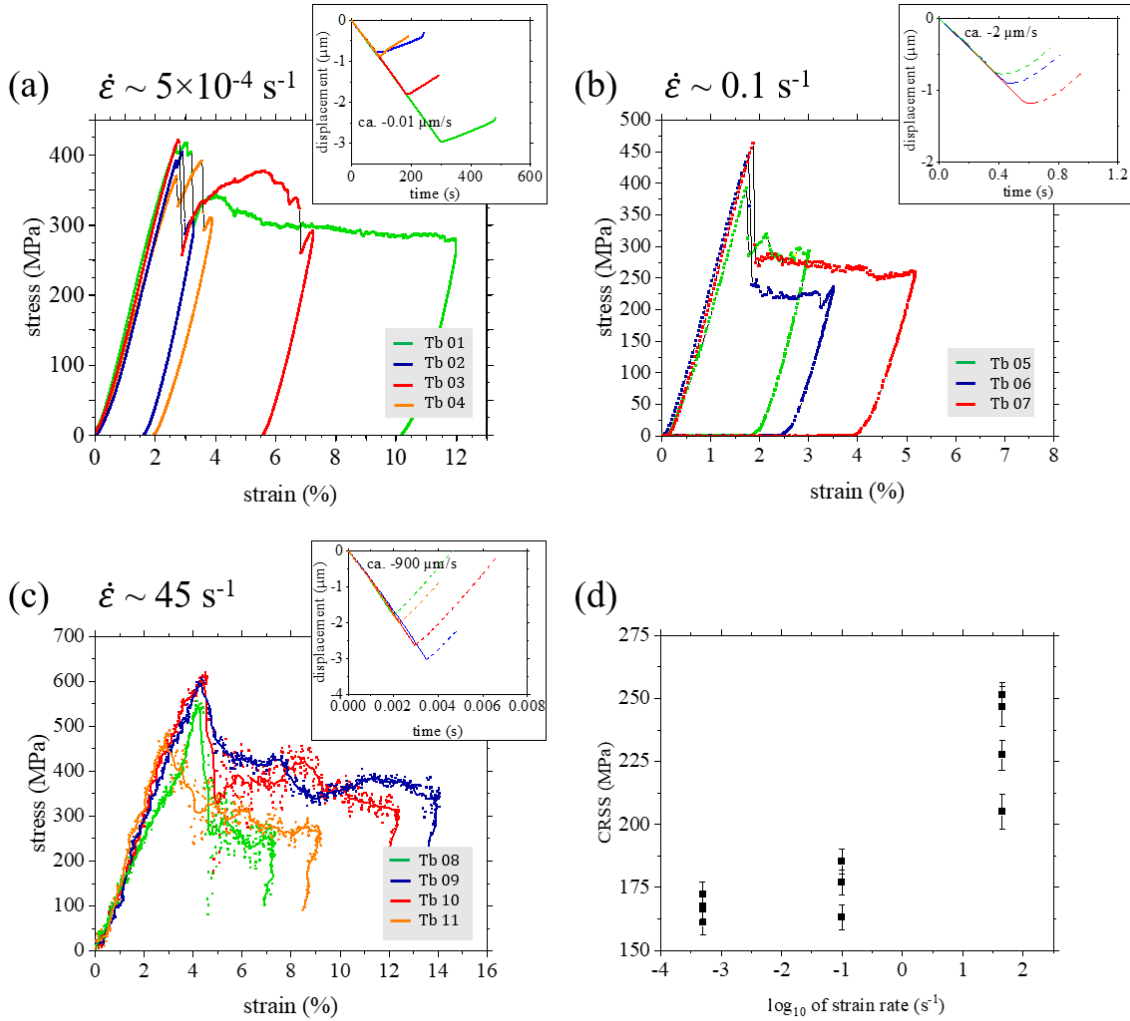 (a)
ε̇ ~ 5×10⁻⁴ s⁻¹
0
-1
-2
-3
displacement (μm)
ca. -0.01 μm/s
0 200 400 600
time (s)
400
300
200
100
0
stress (MPa)
0 2 4 6 8 10 12
strain (%)
Tb 01
Tb 02
Tb 03
Tb 04
(b)
ε̇ ~ 0.1 s⁻¹
0
-1
-2
displacement (μm)
ca. -2 μm/s
0.0 0.4 0.8 1.2
time (s)
500
450
400
350
300
250
200
150
100
50
0
stress (MPa)
0 1 2 3 4 5 6 7 8
strain (%)
Tb 05
Tb 06
Tb 07
(c)
ε̇ ~ 45 s⁻¹
0
-1
-2
-3
-4
displacement (μm)
ca. -900 μm/s
0.000 0.002 0.004 0.006 0.008
time (s)
700
600
500
400
300
200
100
0
stress (MPa)
0 2 4 6 8 10 12 14 16
strain (%)
Tb 08
Tb 09
Tb 10
Tb 11
(d)
275
250
225
200
175
150
CRSS (MPa)
-4 -3 -2 -1 0 1 2
log₁₀ of strain rate (s⁻¹)